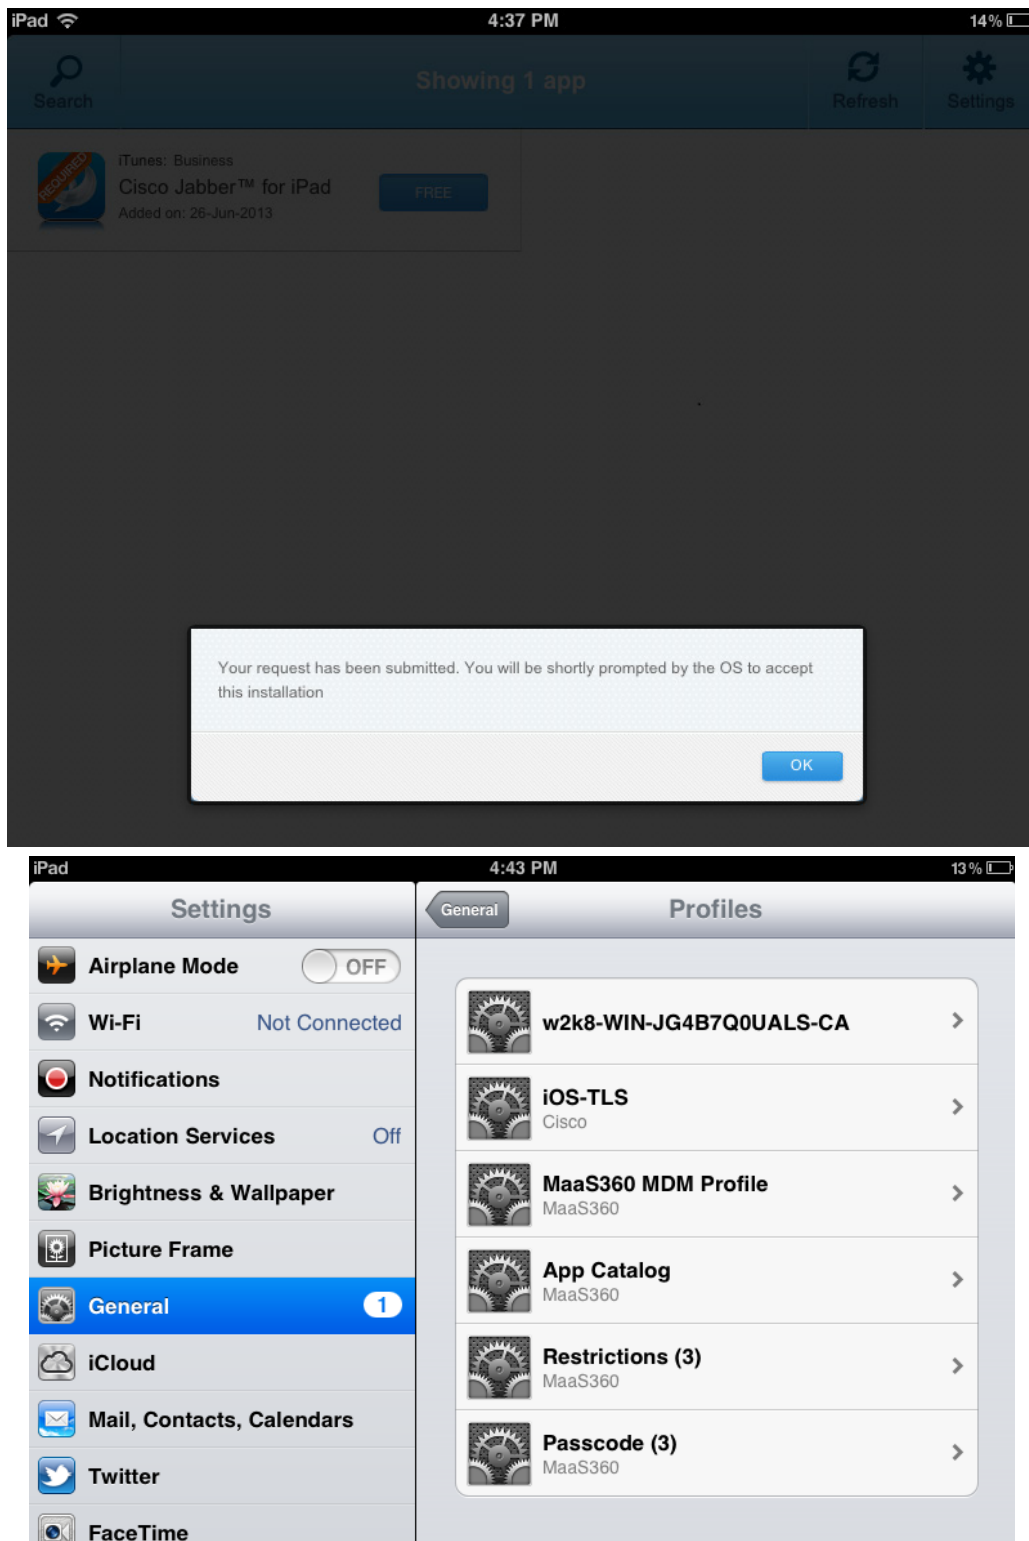 iPad 4:37 PM 14%
Search Showing 1 app Refresh Settings
REQUIRED
iTunes: Business
Cisco Jabber™ for iPad
Added on: 26-Jun-2013
FREE
Your request has been submitted. You will be shortly prompted by the OS to accept
this installation
OK
iPad 4:43 PM 13%
Settings
Airplane Mode OFF
Wi-Fi Not Connected
Notifications
Location Services Off
Brightness & Wallpaper
Picture Frame
General 1
iCloud
Mail, Contacts, Calendars
Twitter
FaceTime
General Profiles
w2k8-WIN-JG4B7Q0UALS-CA
iOS-TLS
Cisco
MaaS360 MDM Profile
MaaS360
App Catalog
MaaS360
Restrictions (3)
MaaS360
Passcode (3)
MaaS360